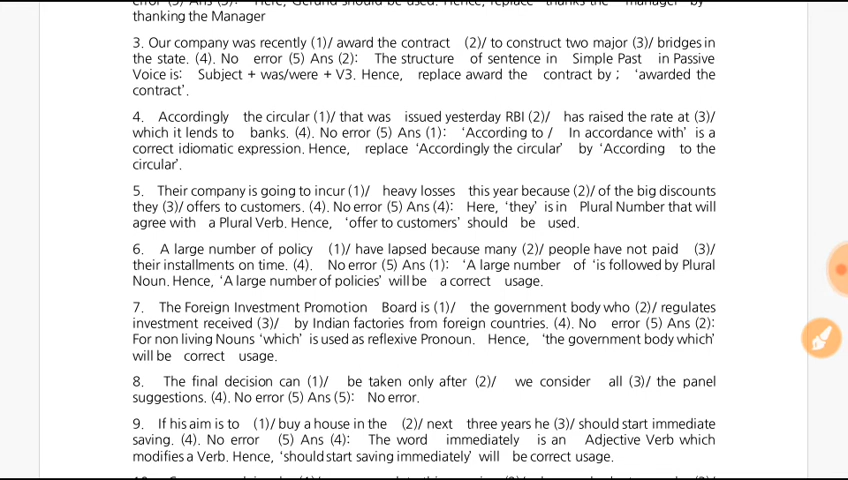 thanking the Manager
3. Our company was recently (1)/ award the contract (2)/ to construct two major (3)/ bridges in
the state. (4). No error (5) Ans (2): The structure of sentence in Simple Past in Passive
Voice is: Subject + was/were + V3. Hence, replace award the contract by ; 'awarded the
contract'.
4. Accordingly the circular (1)/ that was issued yesterday RBI (2)/ has raised the rate at (3)/
which it lends to banks. (4). No error (5) Ans (1): 'According to / In accordance with' is a
correct idiomatic expression. Hence, replace 'Accordingly the circular' by 'According to the
circular'.
5. Their company is going to incur (1)/ heavy losses this year because (2)/ of the big discounts
they (3)/ offers to customers. (4). No error (5) Ans (4): Here, 'they' is in Plural Number that will
agree with a Plural Verb. Hence, 'offer to customers' should be used.
6. A large number of policy (1)/ have lapsed because many (2)/ people have not paid (3)/
their installments on time. (4). No error (5) Ans (1): 'A large number of 'is followed by Plural
Noun. Hence, 'A large number of policies' will be a correct usage.
7. The Foreign Investment Promotion Board is (1)/ the government body who (2)/ regulates
investment received (3)/ by Indian factories from foreign countries. (4). No error (5) Ans (2):
For non living Nouns 'which' is used as reflexive Pronoun. Hence, 'the government body which'
will be correct usage.
8. The final decision can (1)/ be taken only after (2)/ we consider all (3)/ the panel
suggestions. (4). No error (5) Ans (5): No error.
9. If his aim is to (1)/ buy a house in the (2)/ next three years he (3)/ should start immediate
saving. (4). No error (5) Ans (4): The word immediately is an Adjective Verb which
modifies a Verb. Hence, 'should start saving immediately' will be correct usage.